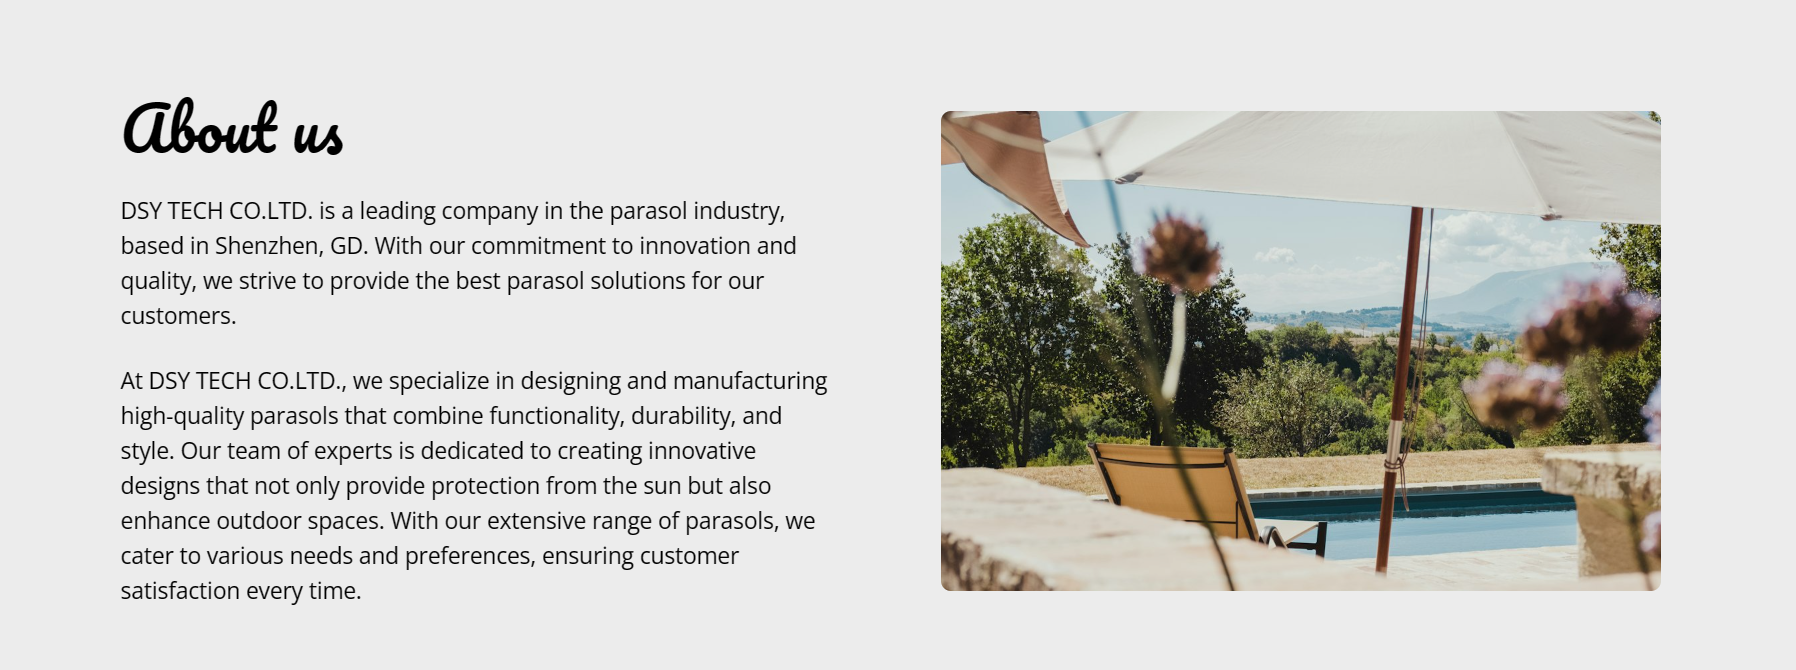 About us
DSY TECH CO.LTD. is a leading company in the parasol industry,
based in Shenzhen, GD. With our commitment to innovation and
quality, we strive to provide the best parasol solutions for our
customers.
At DSY TECH CO.LTD., we specialize in designing and manufacturing
high-quality parasols that combine functionality, durability, and
style. Our team of experts is dedicated to creating innovative
designs that not only provide protection from the sun but also
enhance outdoor spaces. With our extensive range of parasols, we
cater to various needs and preferences, ensuring customer
satisfaction every time.